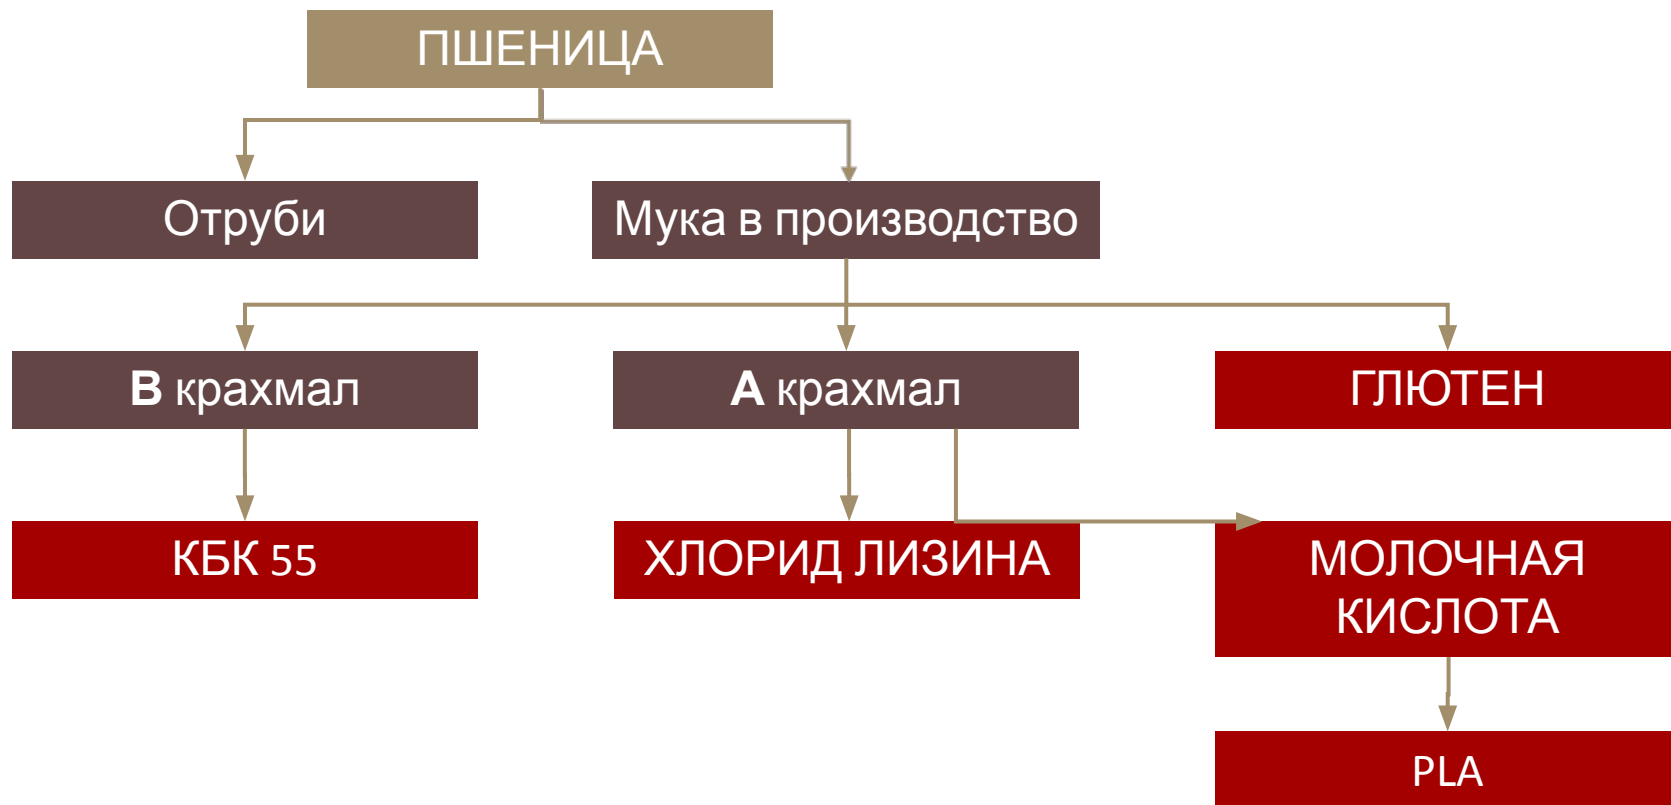 ПШЕНИЦА
Отруби
Мука в производство
В крахмал
А крахмал
ГЛЮТЕН
КБК 55
ХЛОРИД ЛИЗИНА
МОЛОЧНАЯ
КИСЛОТА
PLA